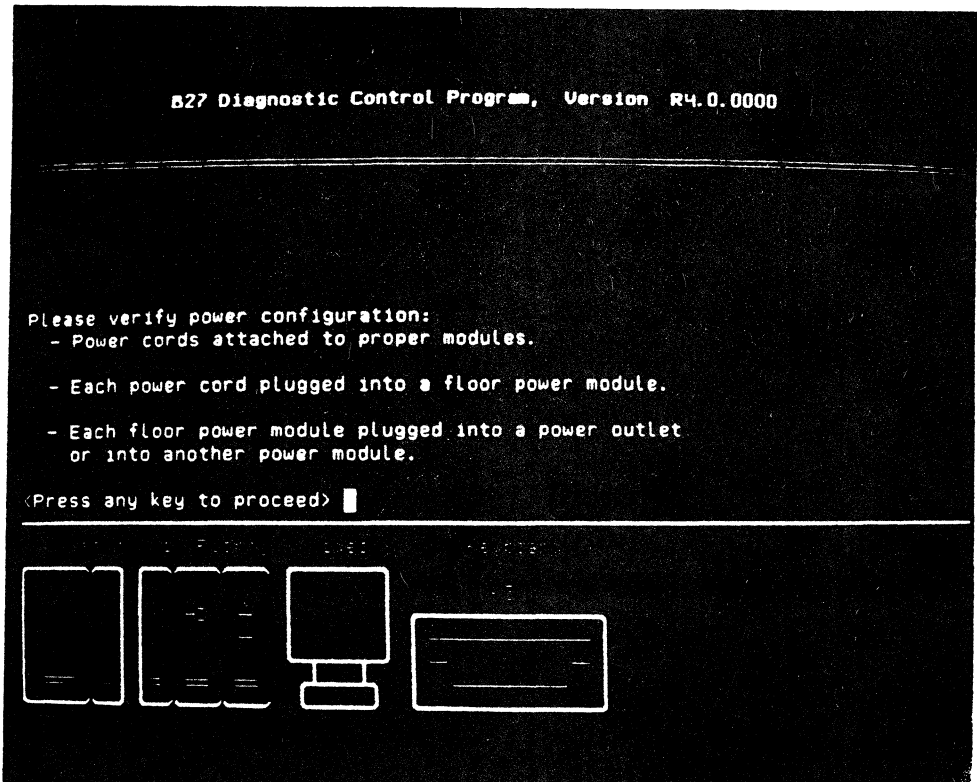 B27 Diagnostic Control Program, Version R4.0.0000
Please verify power configuration:
- Power cords attached to proper modules.
- Each power cord plugged into a floor power module.
- Each floor power module plugged into a power outlet
or into another power module.
<Press any key to proceed>